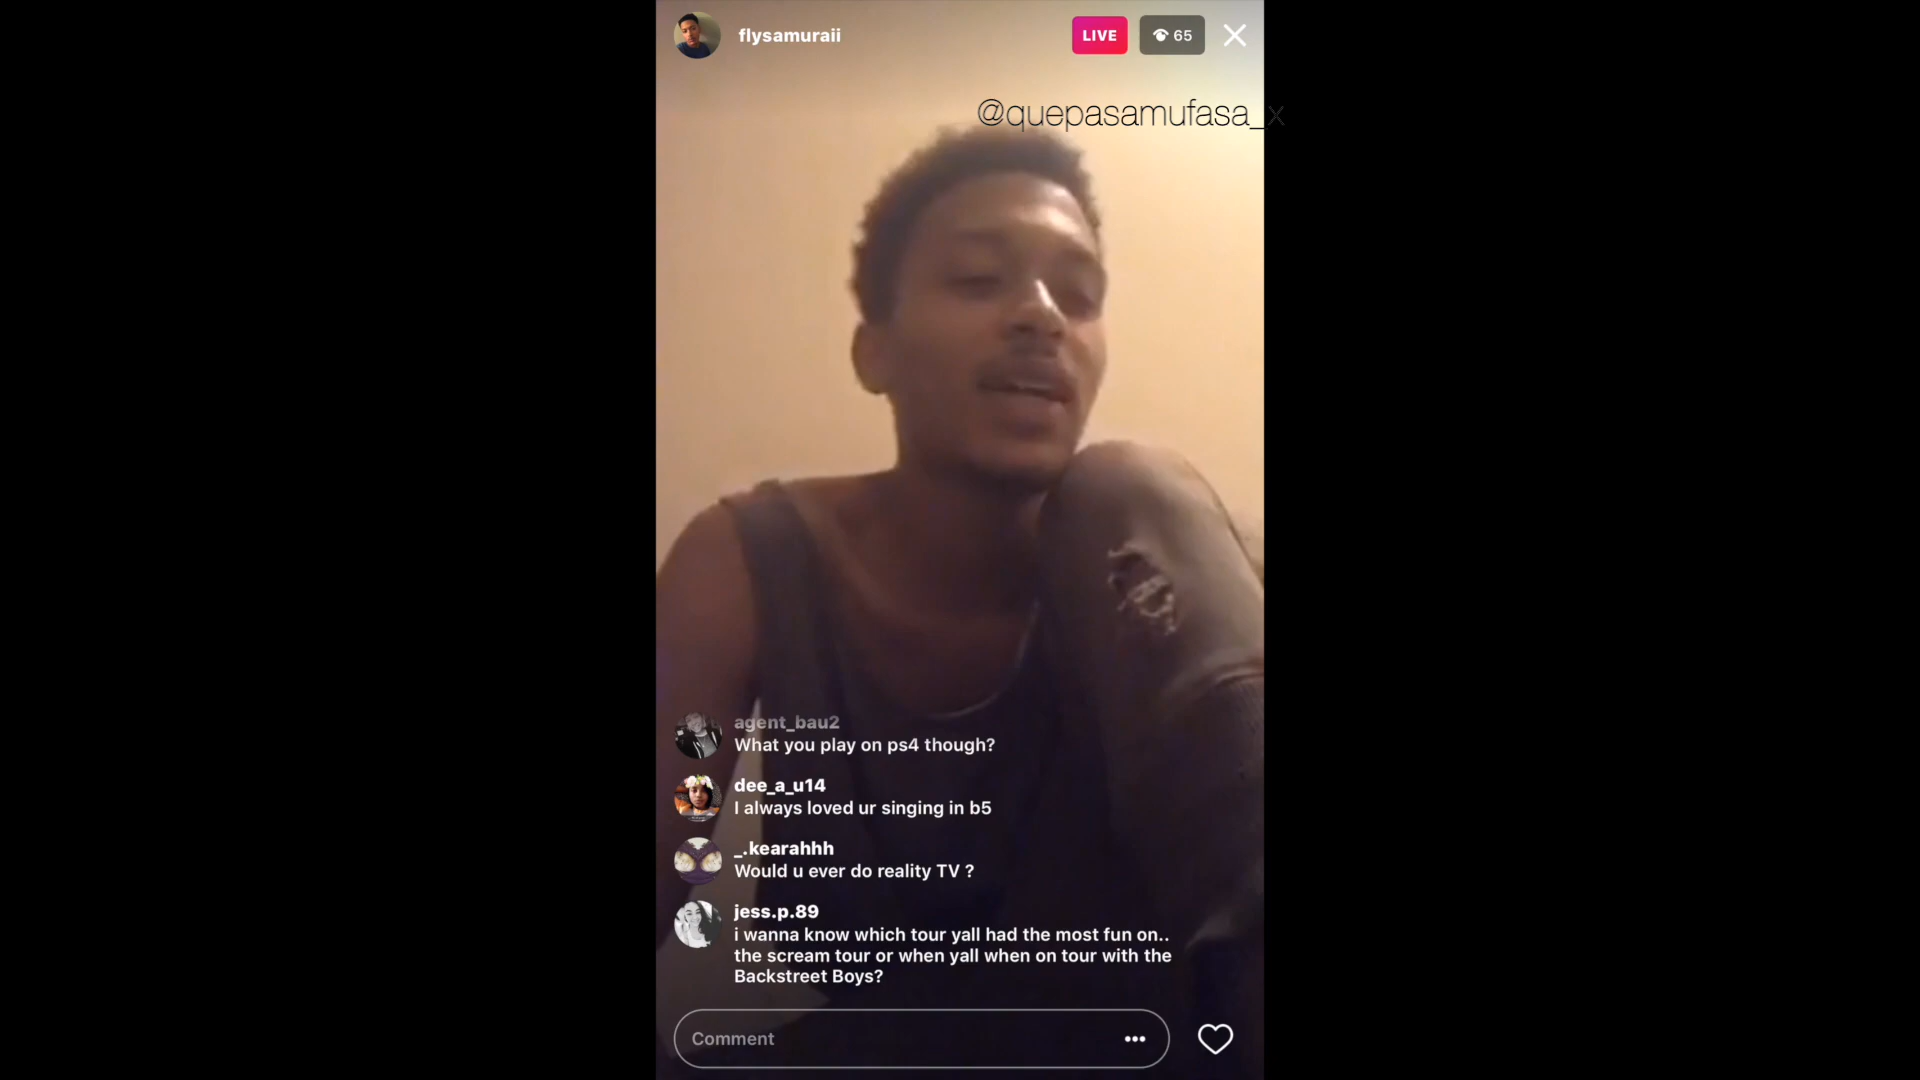 flysamuraii
LIVE
65
@quepasamufasa_x
agent_bau2
What you play on ps4 though?
dee_a_u14
I always loved ur singing in b5
_.kearahhh
Would u ever do reality TV ?
jess.p.89
i wanna know which tour yall had the most fun on..
the scream tour or when yall when on tour with the
Backstreet Boys?
Comment